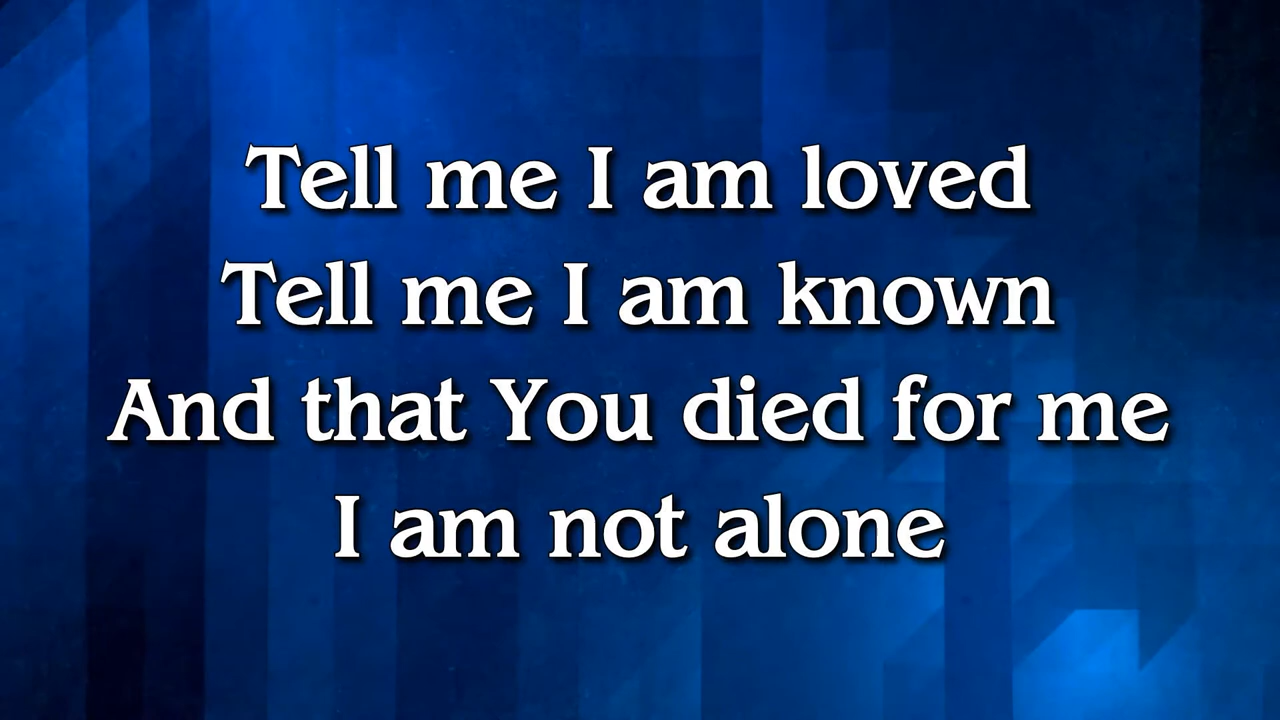 Tell me I am loved
Tell me I am known
And that You died for me
I am not alone